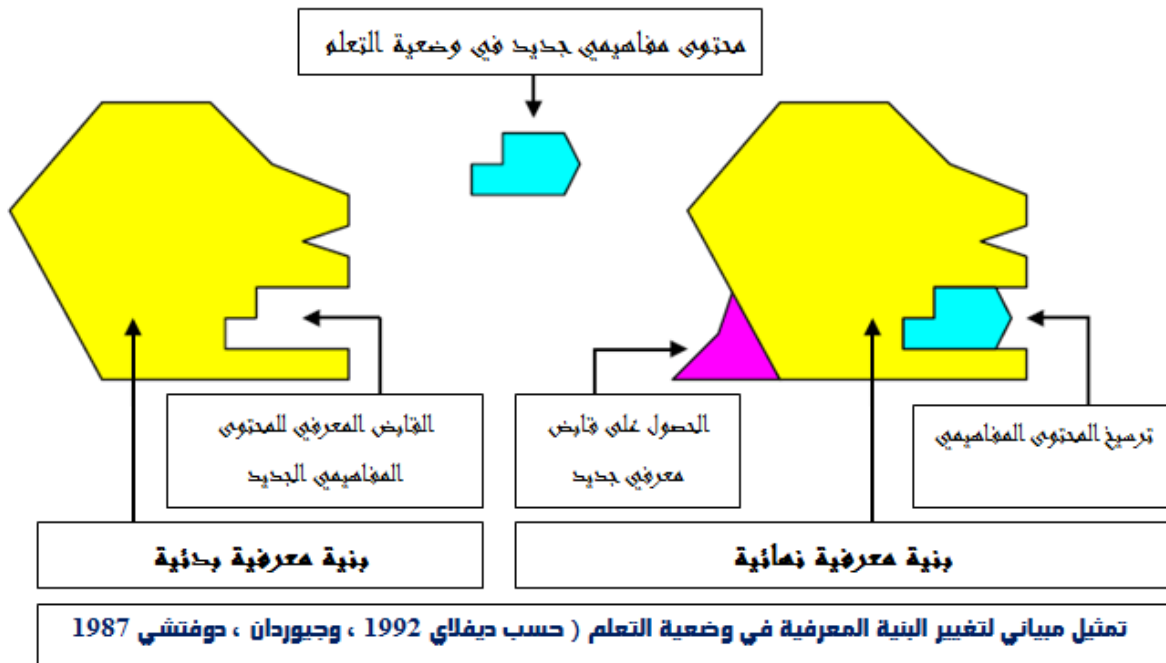 محتوى مفاهيمي جديد في وضعية التعلم
القابض المعرفي للمحتوى
المفاهيمي الجديد
الحصول على قابض
معرفي جديد
ترسيخ المحتوى المفاهيمي
بنية معرفية بدئية
بنية معرفية نهائية
تمثيل مبياني لتغيير البنية المعرفية في وضعية التعلم ( حسب ديفلاي 1992 ، وجيوردان ، دوفتشي 1987